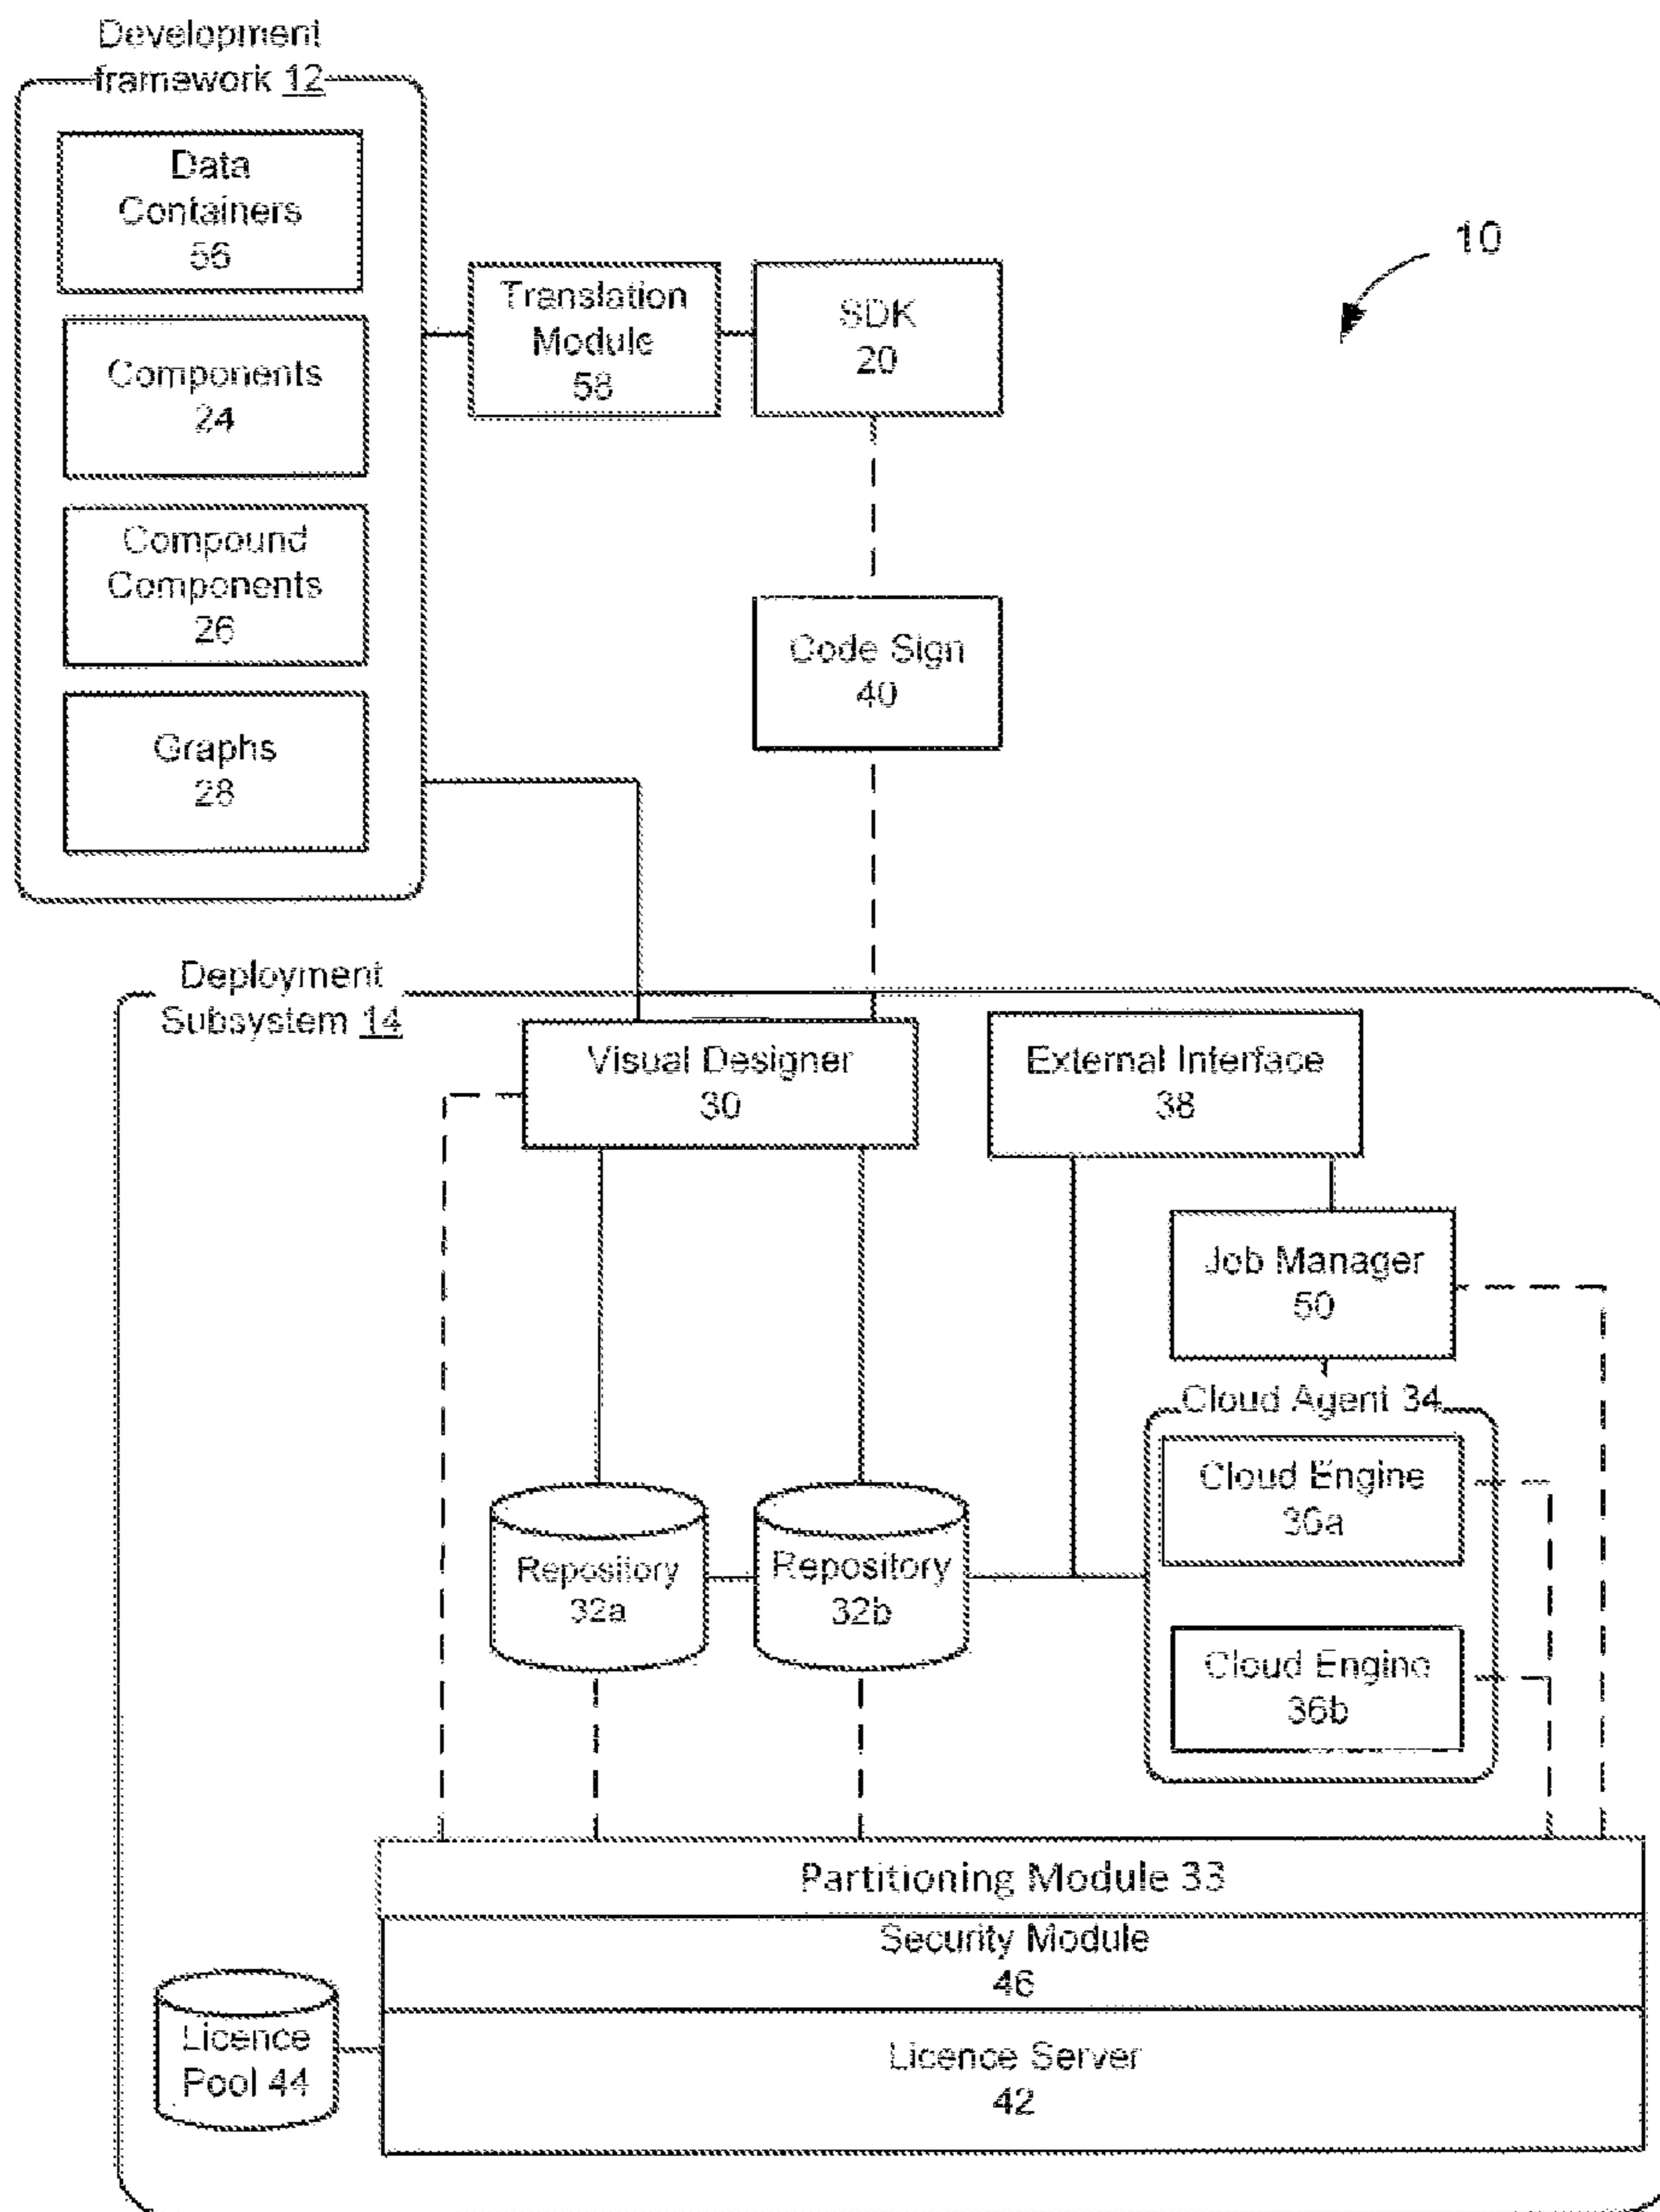 Development
framework 12
Data
Containers
56
Components
24
Compound
Components
26
Graphs
28
Translation
Module
58
SDK
20
10
Code Sign
40
Deployment
Subsystem 14
Visual Designer
30
External Interface
38
Job Manager
50
Cloud Agent 34
Cloud Engine
36a
Cloud Engine
36b
Repository
32a
Repository
32b
Partitioning Module 33
Security Module
46
Licence Server
42
Licence
Pool 44